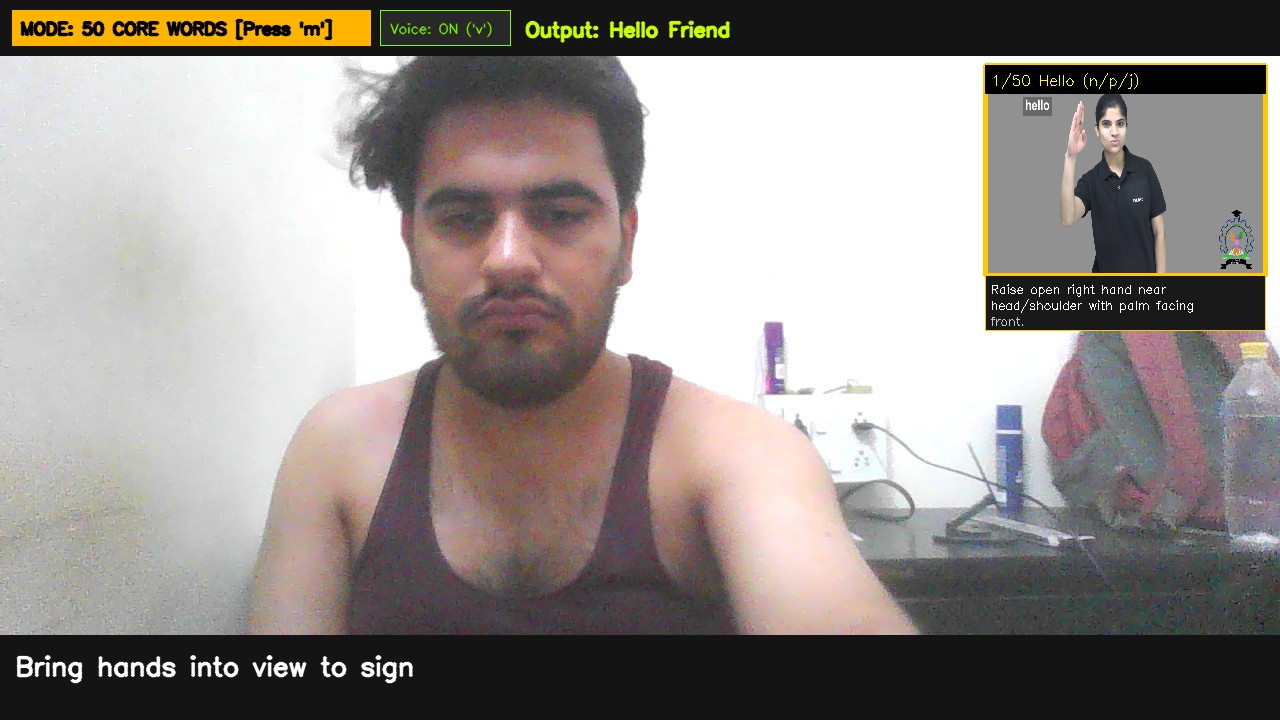 MODE: 50 CORE WORDS [Press 'm']
Voice: ON ('v')
Output: Hello Friend
1/50 Hello (n/p/j)
hello
Raise open right hand near
head/shoulder with palm facing
front.
Bring hands into view to sign